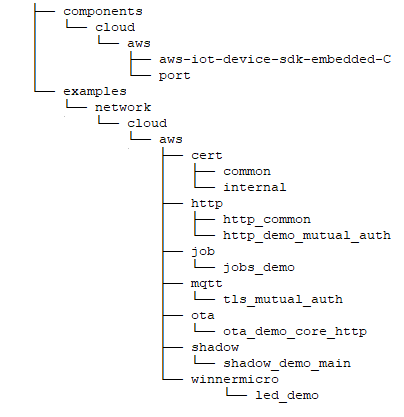 components
cloud
aws
aws-iot-device-sdk-embedded-C
port
examples
network
cloud
aws
cert
common
internal
http
http_common
http_demo_mutual_auth
job
jobs_demo
mqtt
tls_mutual_auth
ota
ota_demo_core_http
shadow
shadow_demo_main
winnermicro
led_demo